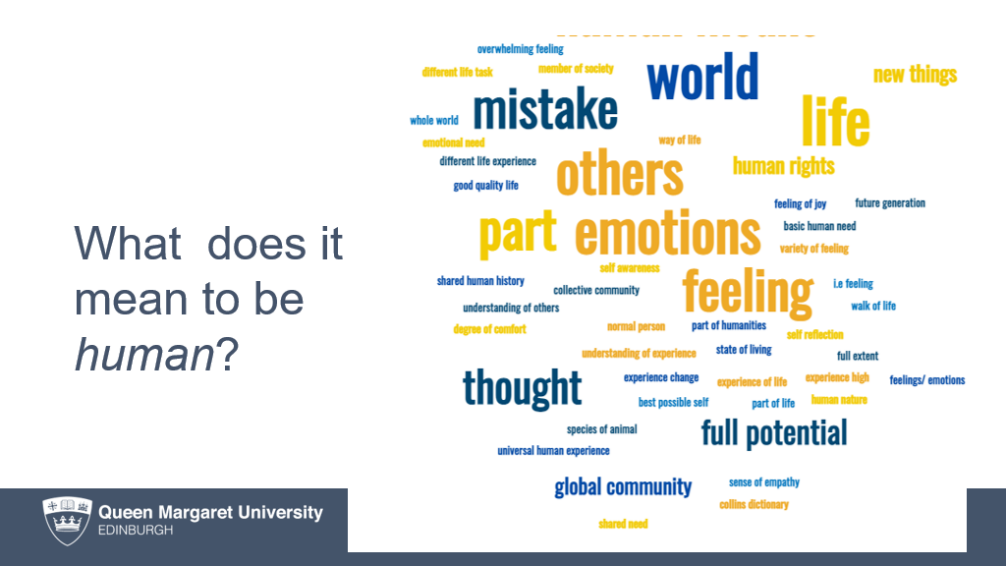 What does it
mean to be
human?
overwhelming feeling
different life task
member of society
world
new things
mistake
life
whole world
emotional need
way of life
different life experience
others
human rights
good quality life
feeling of joy
future generation
part
emotions
basic human need
variety of feeling
self awareness
shared human history
collective community
feeling
i.e feeling
understanding of others
walk of life
degree of comfort
normal person
part of humanities
self reflection
understanding of experience
state of living
full extent
thought
experience change
experience of life
experience high
feelings/ emotions
best possible self
part of life
human nature
species of animal
full potential
universal human experience
global community
sense of empathy
collins dictionary
shared need
Queen Margaret University
EDINBURGH